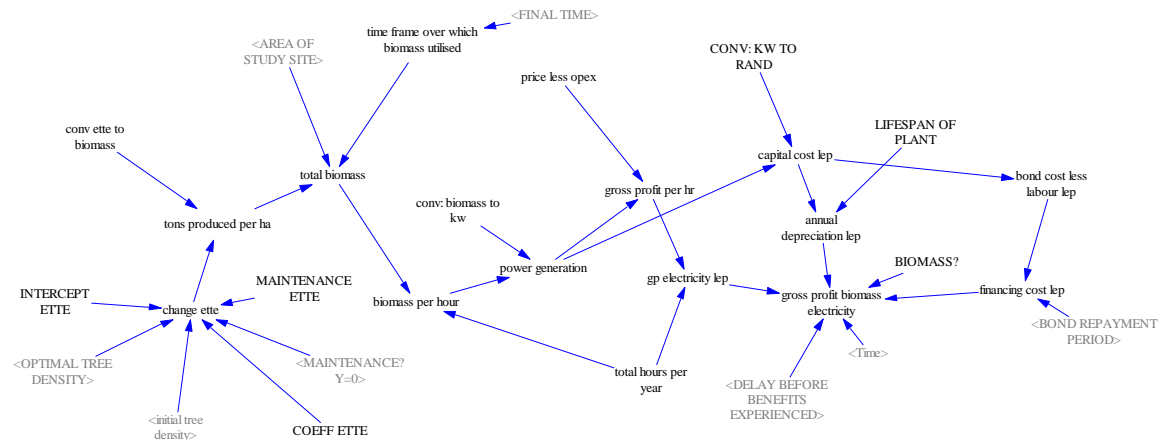 <FINAL TIME>
time frame over which
biomass utilised
<AREA OF
STUDY SITE>
CONV: KW TO
RAND
price less opex
conv ette to
biomass
LIFESPAN OF
PLANT
capital cost lep
total biomass
bond cost less
labour lep
gross profit per hr
tons produced per ha
conv: biomass to
kw
annual
depreciation lep
power generation
gp electricity lep
BIOMASS?
MAINTENANCE
ETTE
INTERCEPT
ETTE
change ette
biomass per hour
gross profit biomass
electricity
financing cost lep
<BOND REPAYMENT
PERIOD>
<OPTIMAL TREE
DENSITY>
<MAINTENANCE?
Y=0>
<Time>
total hours per
year
<DELAY BEFORE
BENEFITS
EXPERIENCED>
<initial tree
density>
COEFF ETTE